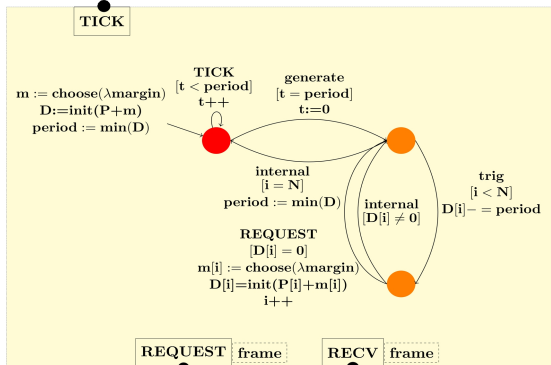 TICK
m := choose(λmargin)
D:=init(P+m)
period := min(D)
TICK
[t < period]
t++
generate
[t = period]
t:=0
internal
[i = N]
period := min(D)
trig
[i < N]
D[i]− = period
internal
[D[i] ≠ 0]
REQUEST
[D[i] = 0]
m[i] := choose(λmargin)
D[i]=init(P[i]+m[i])
i++
REQUEST frame
RECV frame